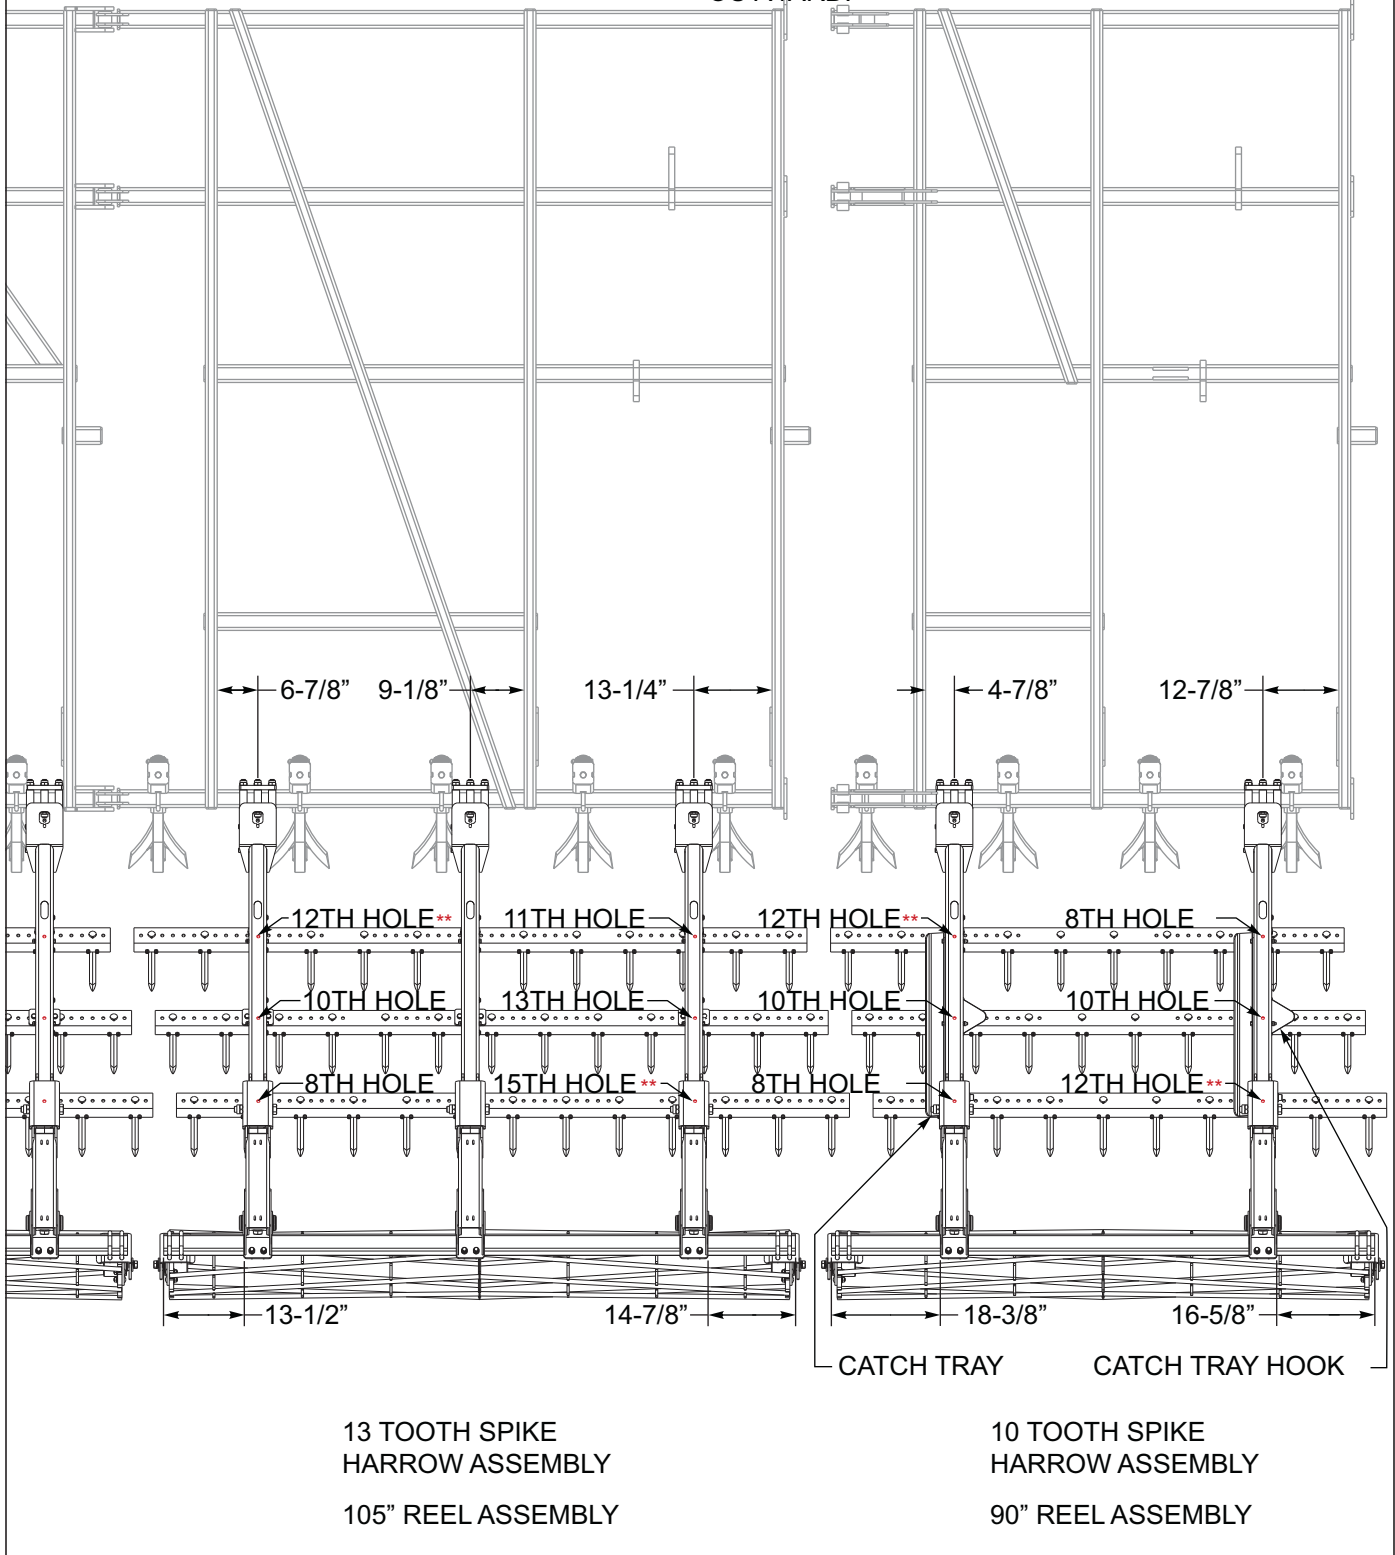 6-7/8”
9-1/8”
13-1/4”
4-7/8”
12-7/8”
12TH HOLE**
11TH HOLE
12TH HOLE**
8TH HOLE
10TH HOLE
13TH HOLE
10TH HOLE
10TH HOLE
8TH HOLE
15TH HOLE **
8TH HOLE
12TH HOLE**
13-1/2”
14-7/8”
18-3/8”
16-5/8”
CATCH TRAY
CATCH TRAY HOOK
13 TOOTH SPIKE
HARROW ASSEMBLY
105” REEL ASSEMBLY
10 TOOTH SPIKE
HARROW ASSEMBLY
90” REEL ASSEMBLY